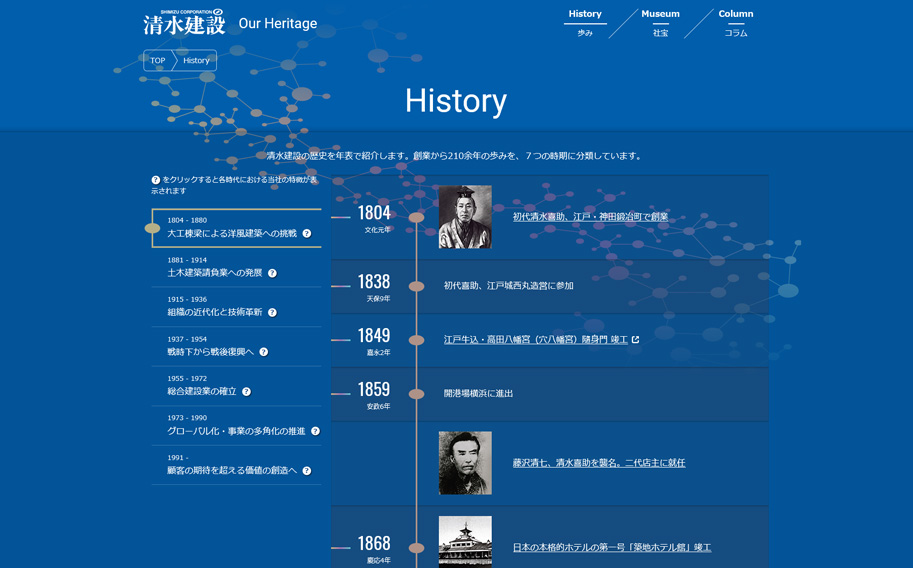 SHIMIZU CORPORATION
清水建設
Our Heritage
History
歩み
Museum
社宝
Column
コラム
TOP
History
History
清水建設の歴史を年表で紹介します。創業から210余年の歩みを、７つの時期に分類しています。
? をクリックすると各時代における当社の特徴が表
示されます
1804 - 1880
大工棟梁による洋風建築への挑戦 ?
1881 - 1914
土木建築請負業への発展 ?
1915 - 1936
組織の近代化と技術革新 ?
1937 - 1954
戦時下から戦後復興へ ?
1955 - 1972
総合建設業の確立 ?
1973 - 1990
グローバル化・事業の多角化の推進 ?
1991 -
顧客の期待を超える価値の創造へ ?
1804
文化元年
初代清水喜助、江戸・神田鍛冶町で創業
1838
天保9年
初代喜助、江戸城西丸造営に参加
1849
嘉永2年
江戸牛込・高田八幡宮（穴八幡宮）随身門 竣工
1859
安政6年
開港場横浜に進出
藤沢清七、清水喜助を襲名。二代店主に就任
1868
慶応4年
日本の本格的ホテルの第一号「築地ホテル館」竣工